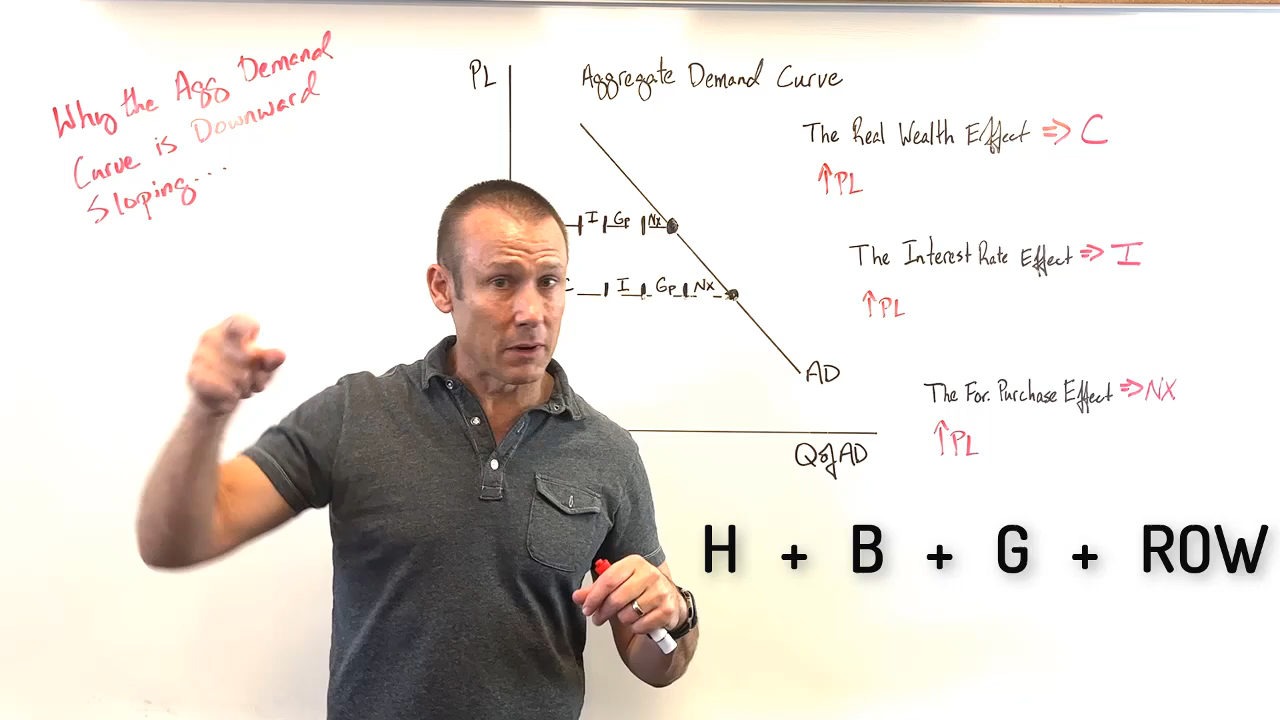 Why the Agg Demand
Curve is Downward
Sloping...
PL
Aggregate Demand Curve
I Gp Nx
C I Gp Nx
AD
Q of AD
The Real Wealth Effect ⇒ C
↑PL
The Interest Rate Effect ⇒ I
↑PL
The For. Purchase Effect ⇒ NX
↑PL
H + B + G + ROW